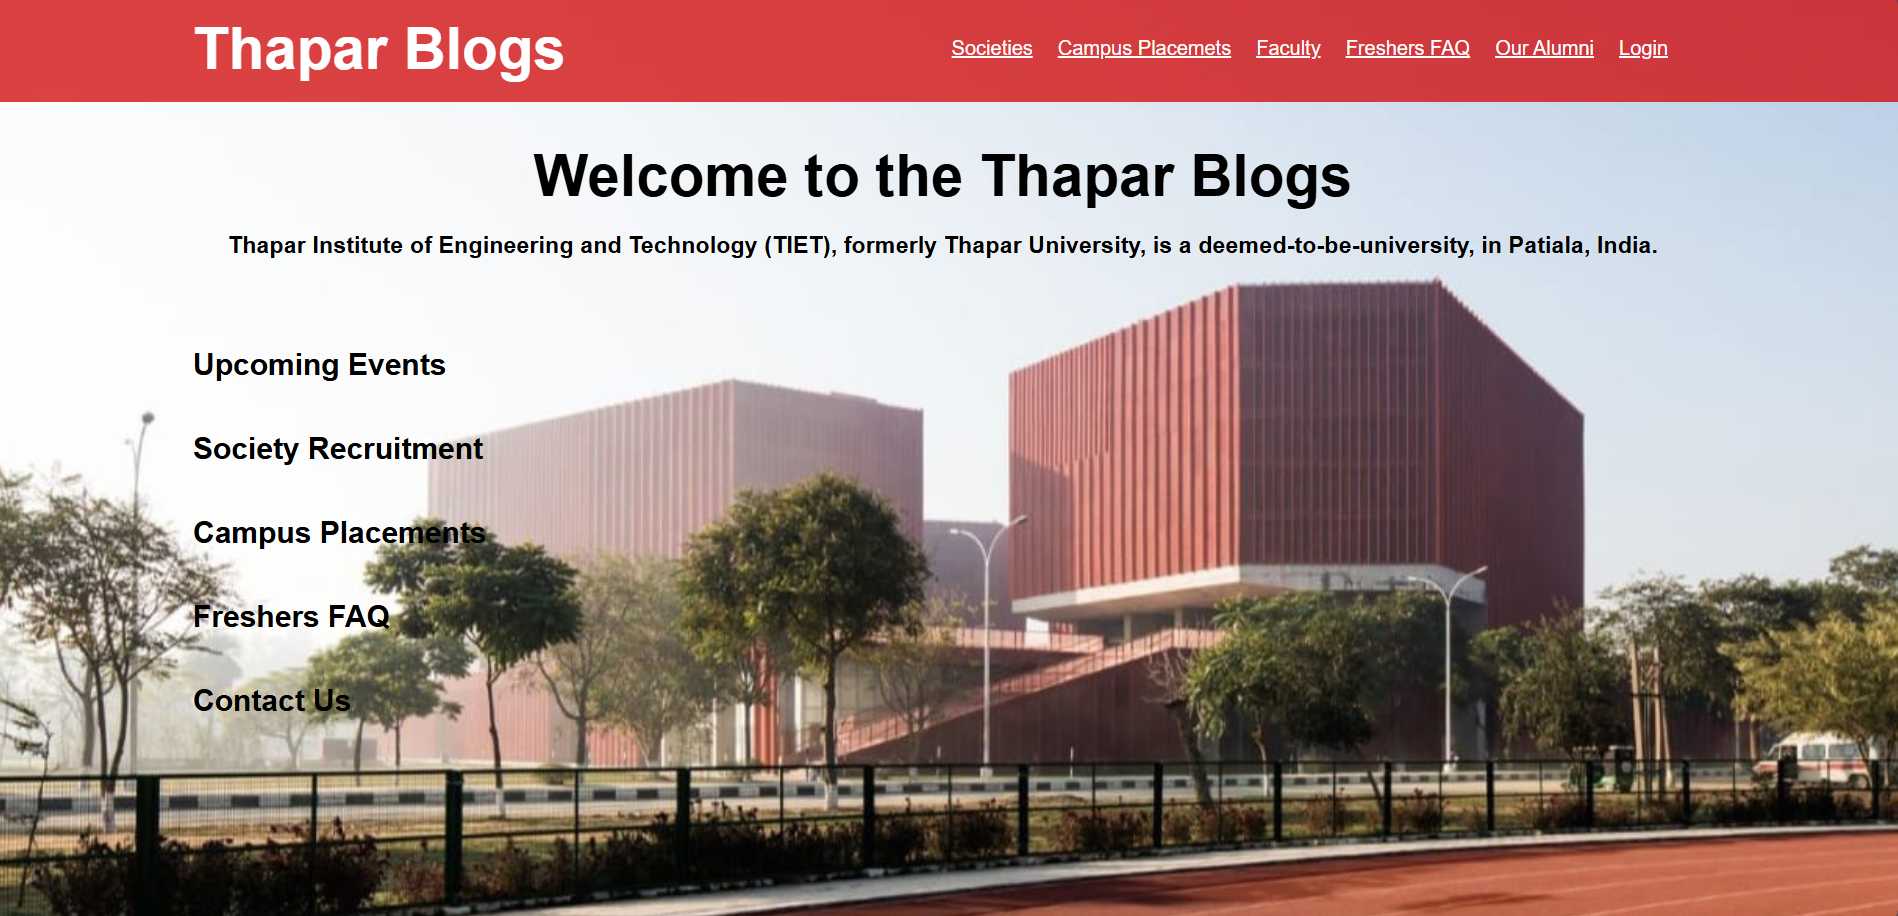 Thapar Blogs
Societies Campus Placemets Faculty Freshers FAQ Our Alumni Login
Welcome to the Thapar Blogs
Thapar Institute of Engineering and Technology (TIET), formerly Thapar University, is a deemed-to-be-university, in Patiala, India.
Upcoming Events
Society Recruitment
Campus Placements
Freshers FAQ
Contact Us